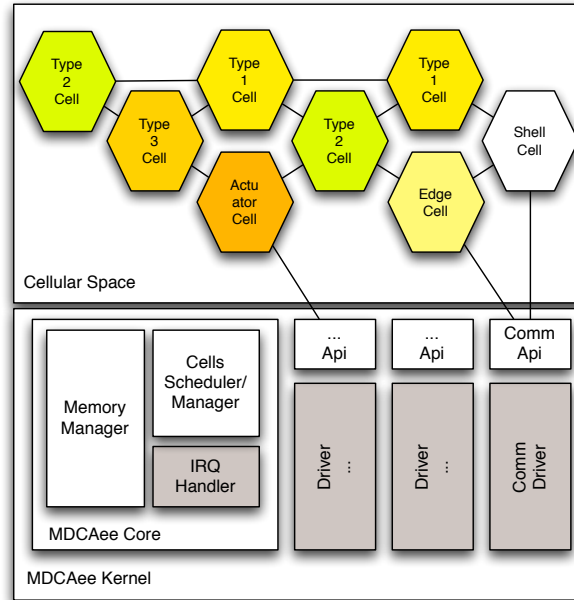 Type
2
Cell
Type
1
Cell
Type
1
Cell
Type
3
Cell
Type
2
Cell
Shell
Cell
Actu
ator
Cell
Edge
Cell
Cellular Space
...
Api
...
Api
Comm
Api
Memory
Manager
Cells
Scheduler/
Manager
IRQ
Handler
Driver
...
Driver
...
Comm
Driver
MDCAee Core
MDCAee Kernel